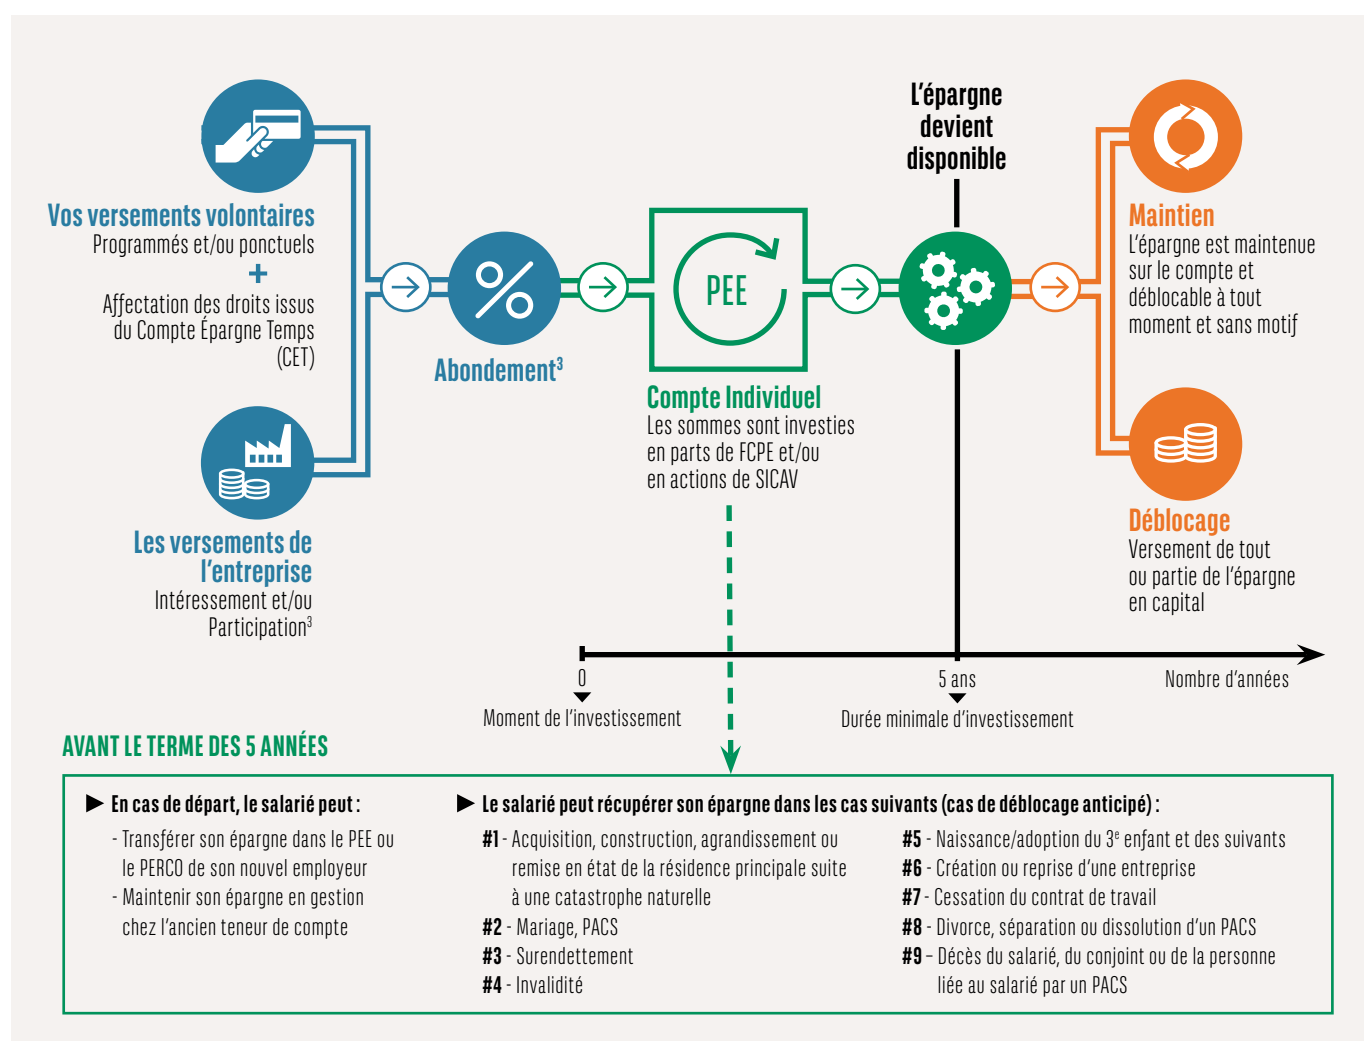 Vos versements volontaires
Programmés et/ou ponctuels
+
Affectation des droits issus
du Compte Épargne Temps
(CET)
Les versements de
l'entreprise
Intéressement et/ou
Participation³
%
Abondement³
PEE
Compte Individuel
Les sommes sont investies
en parts de FCPE et/ou
en actions de SICAV
L'épargne
devient
disponible
Maintien
L'épargne est maintenue
sur le compte et
déblocable à tout
moment et sans motif
Déblocage
Versement de tout
ou partie de l'épargne
en capital
0
5 ans
Nombre d'années
Moment de l'investissement
Durée minimale d'investissement
AVANT LE TERME DES 5 ANNÉES
► En cas de départ, le salarié peut :
- Transférer son épargne dans le PEE ou
le PERCO de son nouvel employeur
- Maintenir son épargne en gestion
chez l'ancien teneur de compte
► Le salarié peut récupérer son épargne dans les cas suivants (cas de déblocage anticipé) :
#1 - Acquisition, construction, agrandissement ou
remise en état de la résidence principale suite
à une catastrophe naturelle
#2 - Mariage, PACS
#3 - Surendettement
#4 - Invalidité
#5 - Naissance/adoption du 3e enfant et des suivants
#6 - Création ou reprise d'une entreprise
#7 - Cessation du contrat de travail
#8 - Divorce, séparation ou dissolution d'un PACS
#9 – Décès du salarié, du conjoint ou de la personne
liée au salarié par un PACS